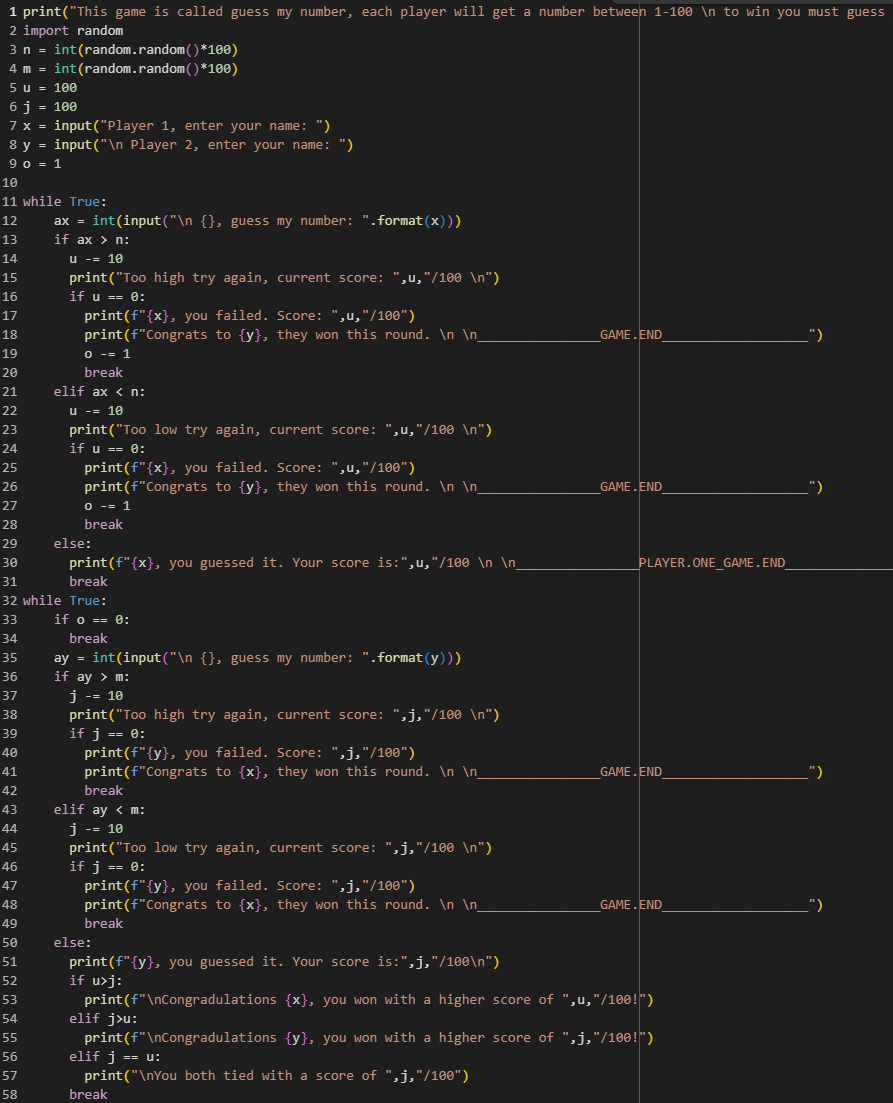 1 print("This game is called guess my number, each player will get a number between 1-100 \n to win you must guess
2 import random
3 n = int(random.random()*100)
4 m = int(random.random()*100)
5 u = 100
6 j = 100
7 x = input("Player 1, enter your name: ")
8 y = input("\n Player 2, enter your name: ")
9 o = 1
10
11 while True:
12     ax = int(input("\n {}, guess my number: ".format(x)))
13     if ax > n:
14       u -= 10
15       print("Too high try again, current score: ",u,"/100 \n")
16       if u == 0:
17         print(f"{x}, you failed. Score: ",u,"/100")
18         print(f"Congrats to {y}, they won this round. \n \n________________GAME.END___________________")
19         o -= 1
20         break
21     elif ax < n:
22       u -= 10
23       print("Too low try again, current score: ",u,"/100 \n")
24       if u == 0:
25         print(f"{x}, you failed. Score: ",u,"/100")
26         print(f"Congrats to {y}, they won this round. \n \n________________GAME.END___________________")
27         o -= 1
28         break
29     else:
30       print(f"{x}, you guessed it. Your score is:",u,"/100 \n \n________________PLAYER.ONE_GAME.END______________
31       break
32 while True:
33     if o == 0:
34       break
35     ay = int(input("\n {}, guess my number: ".format(y)))
36     if ay > m:
37       j -= 10
38       print("Too high try again, current score: ",j,"/100 \n")
39       if j == 0:
40         print(f"{y}, you failed. Score: ",j,"/100")
41         print(f"Congrats to {x}, they won this round. \n \n________________GAME.END___________________")
42         break
43     elif ay < m:
44       j -= 10
45       print("Too low try again, current score: ",j,"/100 \n")
46       if j == 0:
47         print(f"{y}, you failed. Score: ",j,"/100")
48         print(f"Congrats to {x}, they won this round. \n \n________________GAME.END___________________")
49         break
50     else:
51       print(f"{y}, you guessed it. Your score is:",j,"/100\n")
52       if u>j:
53         print(f"\nCongradulations {x}, you won with a higher score of ",u,"/100!")
54       elif j>u:
55         print(f"\nCongradulations {y}, you won with a higher score of ",j,"/100!")
56       elif j == u:
57         print("\nYou both tied with a score of ",j,"/100")
58       break